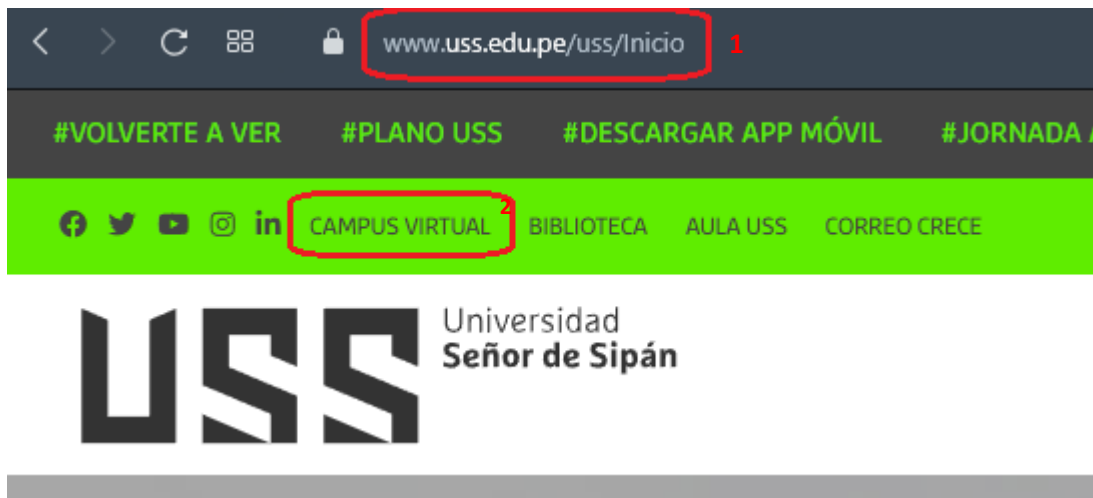 www.uss.edu.pe/uss/Inicio 1
#VOLVERTE A VER #PLANO USS #DESCARGAR APP MÓVIL #JORNADA
2
in CAMPUS VIRTUAL BIBLIOTECA AULA USS CORREO CRECE
USS Universidad
Señor de Sipán